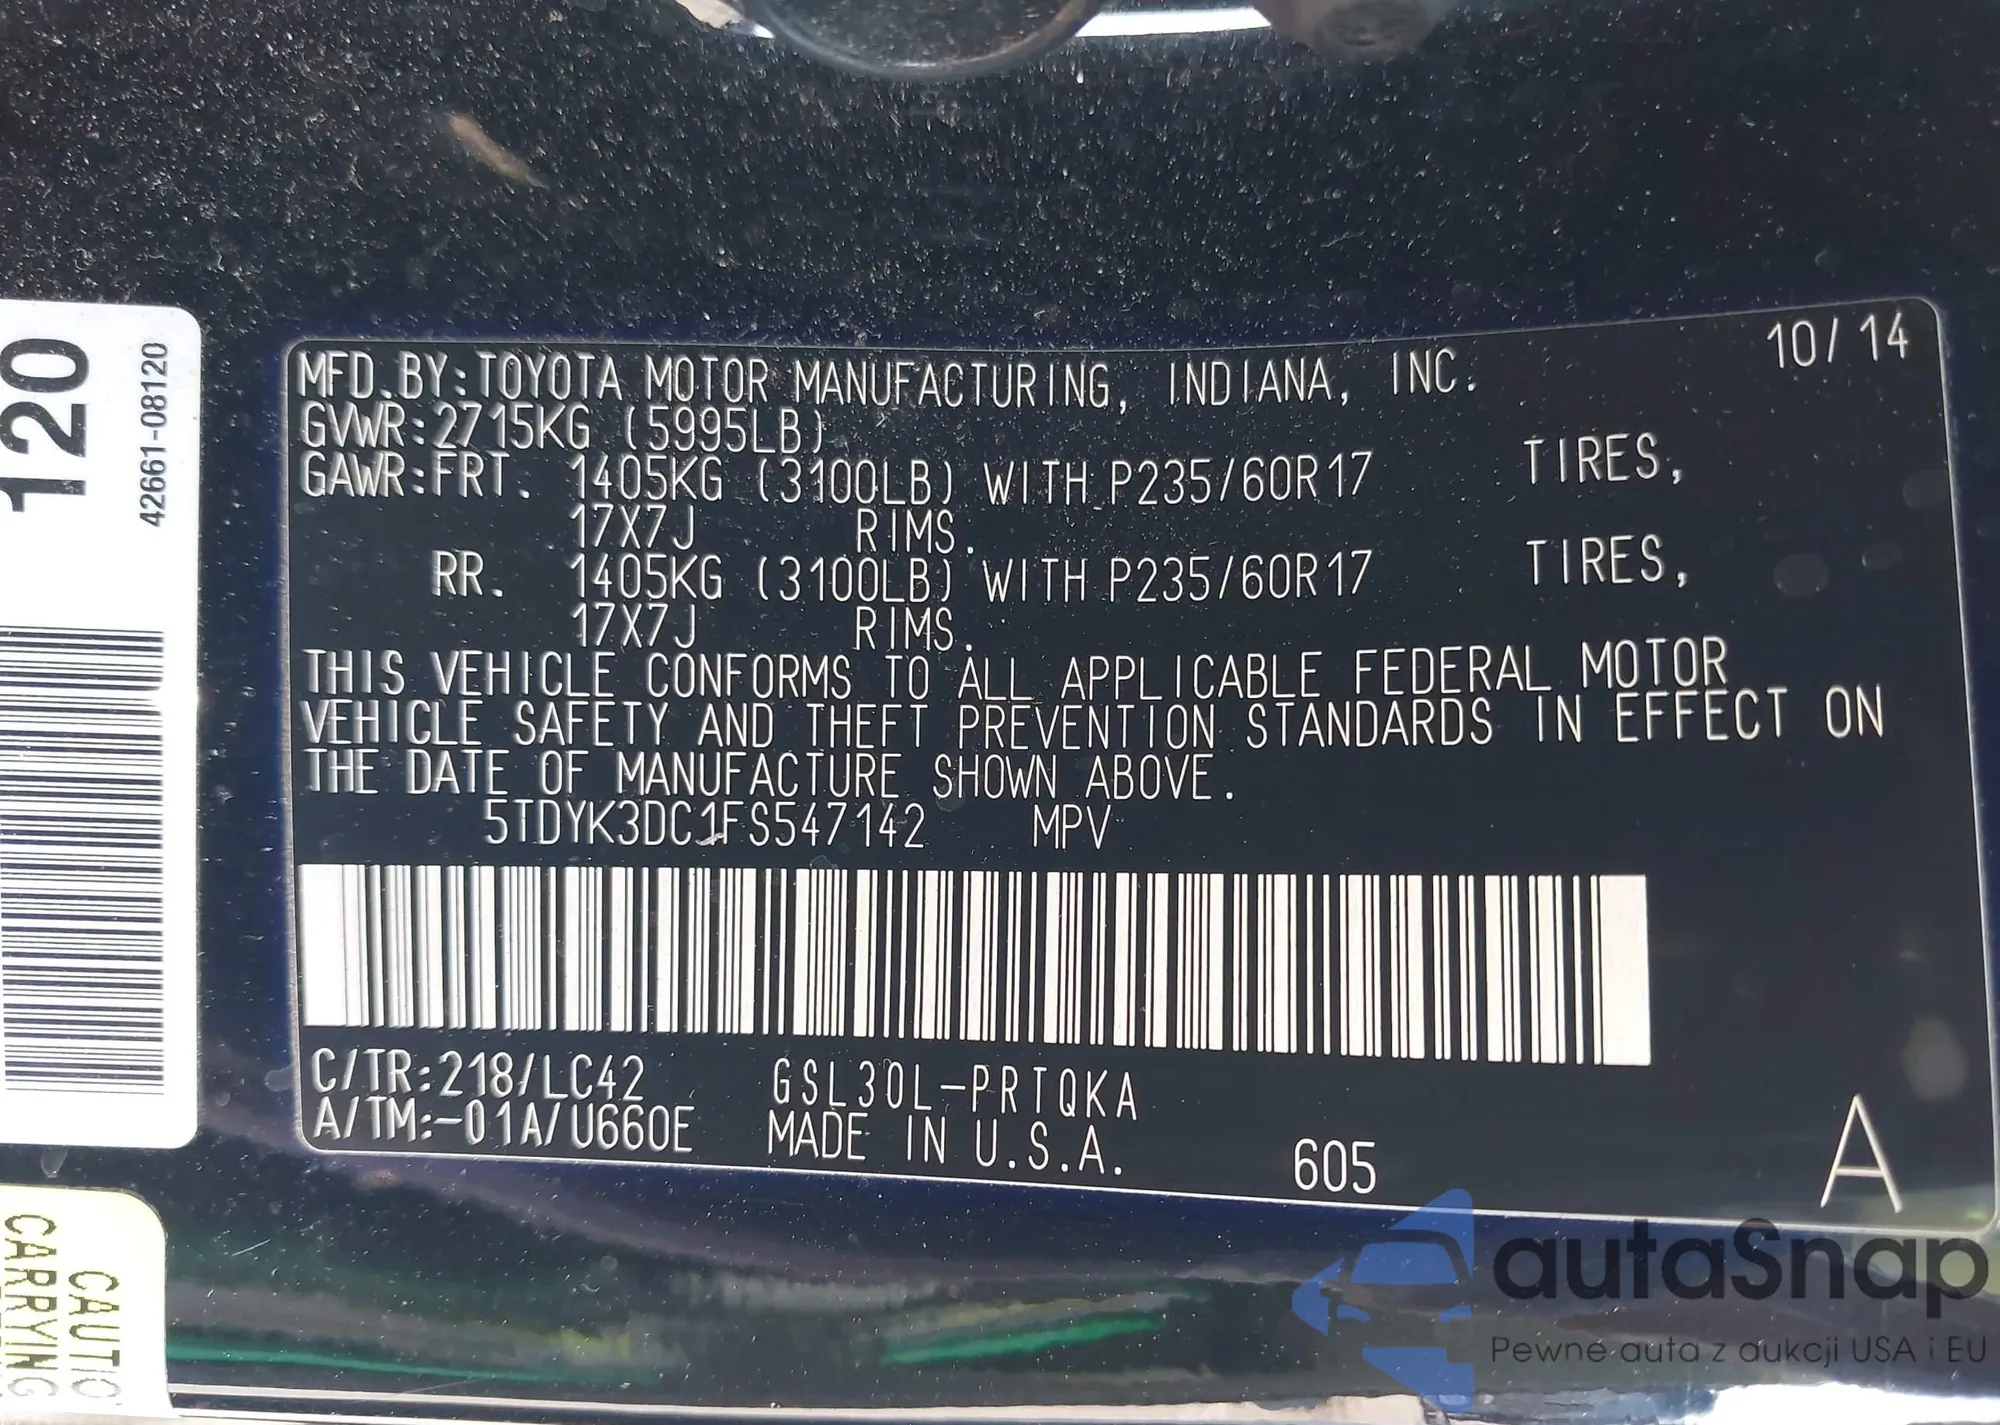 MFD. BY: TOYOTA MOTOR MANUFACTURING, INDIANA, INC. 10/14
GVWR: 2715KG (5995LB)
GAWR: FRT. 1405KG (3100LB) WITH P235/60R17 TIRES,
17X7J RIMS.
RR. 1405KG (3100LB) WITH P235/60R17 TIRES,
17X7J RIMS.
THIS VEHICLE CONFORMS TO ALL APPLICABLE FEDERAL MOTOR
VEHICLE SAFETY AND THEFT PREVENTION STANDARDS IN EFFECT ON
THE DATE OF MANUFACTURE SHOWN ABOVE.
5TDYK3DC1FS547142 MPV
C/TR: 218/LC42 GSL30L-PRTQKA
A/TM: -01A/U660E MADE IN U.S.A. 605 A
120
42661-08120
CAUTIO
CARRYING
autaSnap
Pewne auta z aukcji USA i EU